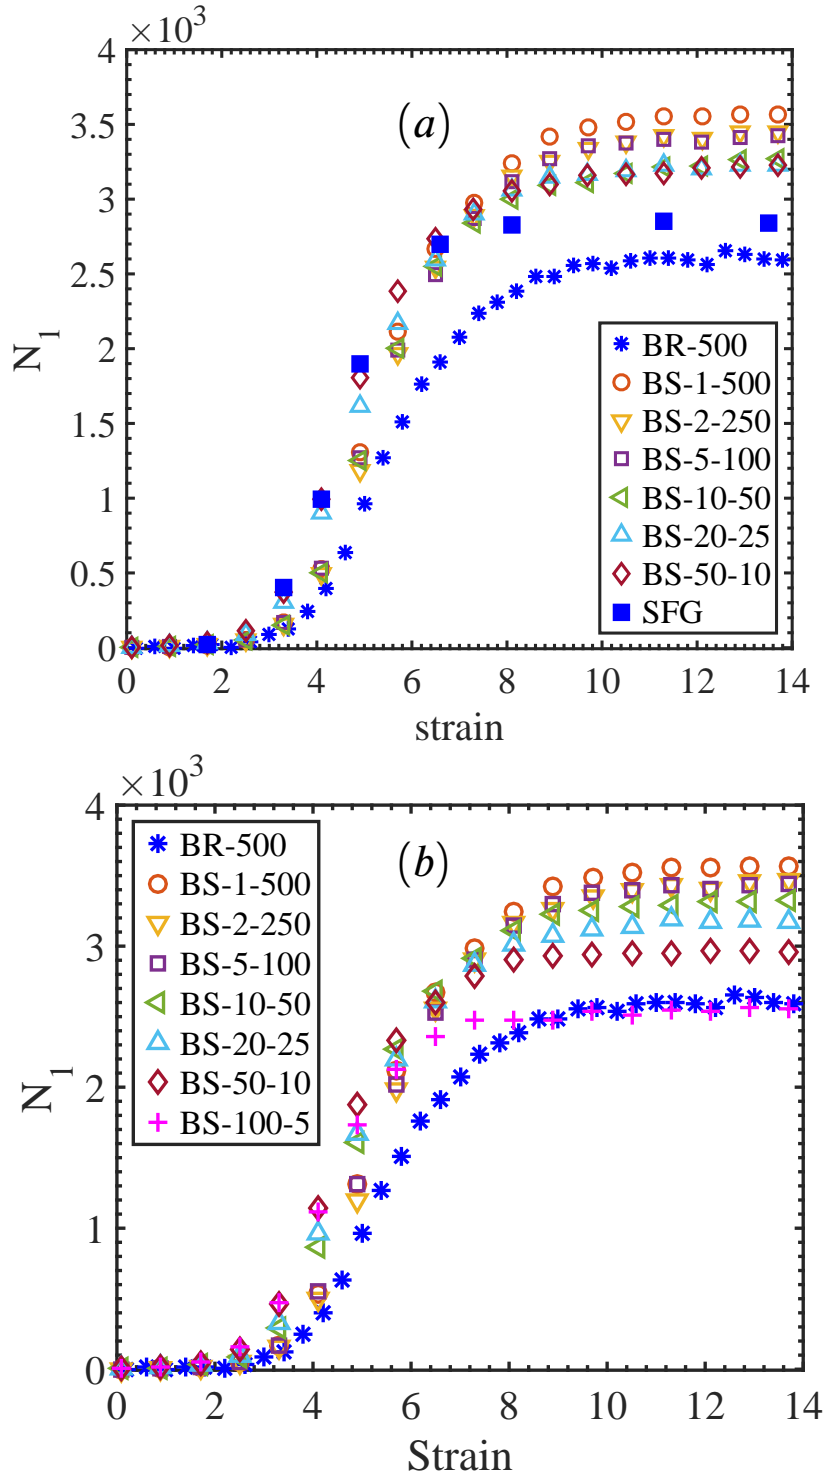 ×10³
(a)
4
3.5
3
2.5
2
1.5
1
0.5
0
N₁
BR-500
BS-1-500
BS-2-250
BS-5-100
BS-10-50
BS-20-25
BS-50-10
SFG
0 2 4 6 8 10 12 14
strain
×10³
(b)
4
3
2
1
0
N₁
BR-500
BS-1-500
BS-2-250
BS-5-100
BS-10-50
BS-20-25
BS-50-10
BS-100-5
0 2 4 6 8 10 12 14
Strain